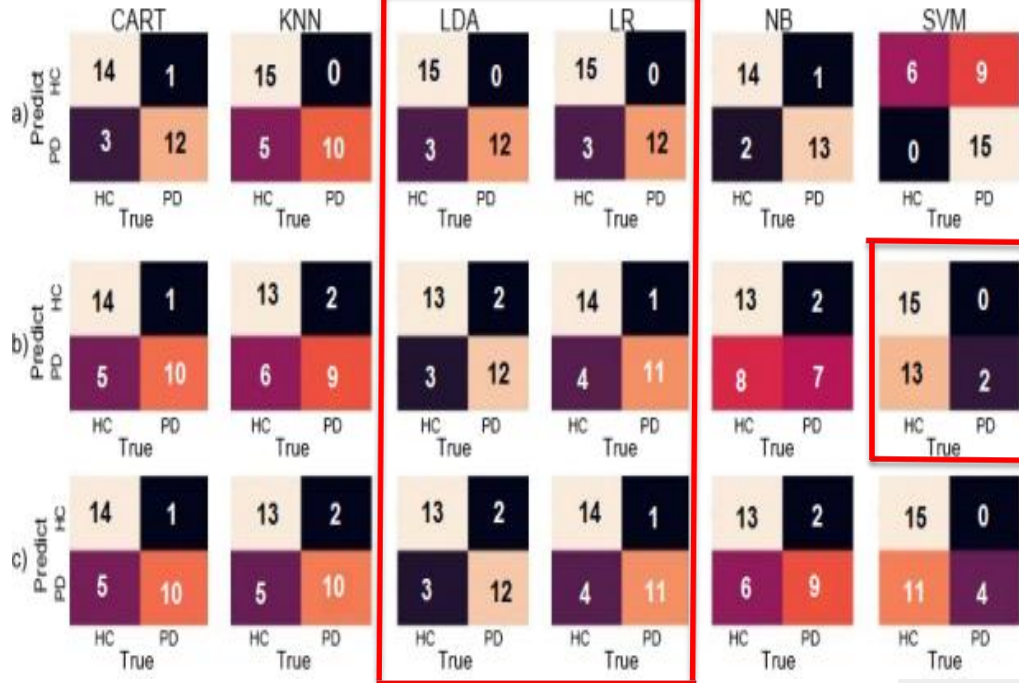 CART KNN LDA LR NB SVM
a) Predict HC PD
14 1 15 0 15 0 15 0 14 1 6 9
3 12 5 10 3 12 3 12 2 13 0 15
HC PD HC PD HC PD HC PD HC PD HC PD
True True True True True True
b) Predict HC PD
14 1 13 2 13 2 14 1 13 2 15 0
5 10 6 9 3 12 4 11 8 7 13 2
HC PD HC PD HC PD HC PD HC PD HC PD
True True True True True True
c) Predict HC PD
14 1 13 2 13 2 14 1 13 2 15 0
5 10 5 10 3 12 4 11 6 9 11 4
HC PD HC PD HC PD HC PD HC PD HC PD
True True True True True True